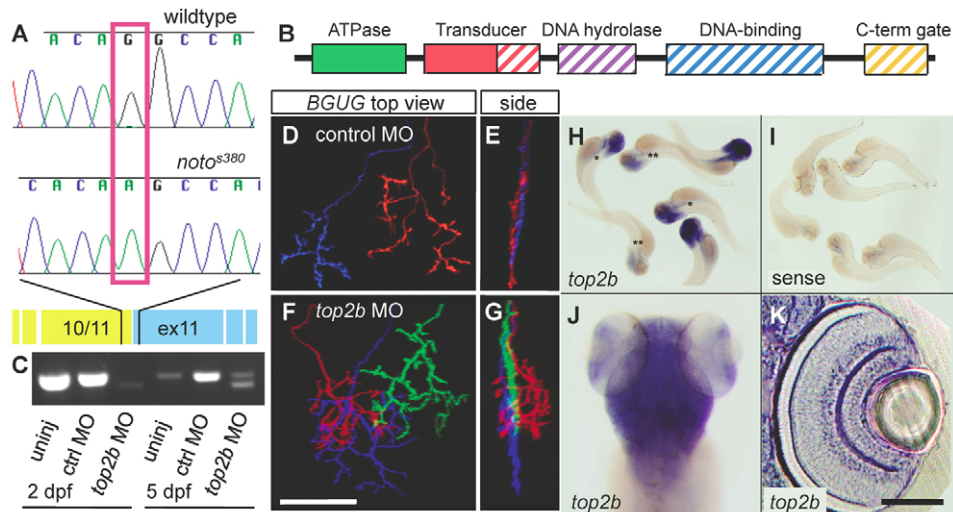 A
wildtype
A C A G G C C A
noto^s380
C A C A A G C C A
10/11
ex11
B
ATPase
Transducer
DNA hydrolase
DNA-binding
C-term gate
C
uninj
ctrl MO
top2b MO
uninj
ctrl MO
top2b MO
2 dpf
5 dpf
BGUG top view
side
D
control MO
E
F
top2b MO
G
H
*
**
*
**
top2b
I
sense
J
top2b
K
top2b